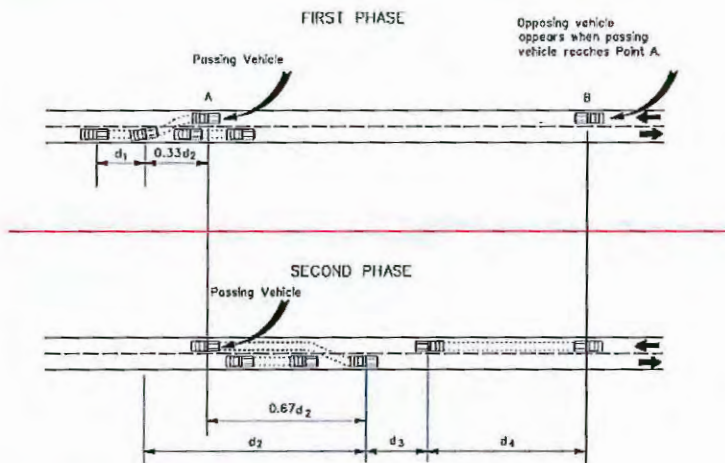 FIRST PHASE
Opposing vehicle
appears when passing
vehicle reaches Point A.
Passing Vehicle
A
B
d1
0.33d2
SECOND PHASE
Passing Vehicle
0.67d2
d2
d3
d4